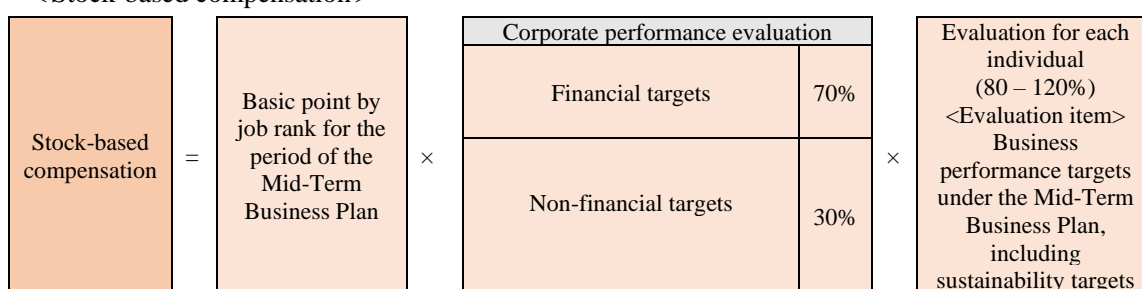 <Stock-based compensation>
Stock-based
compensation
=
Basic point by
job rank for the
period of the
Mid-Term
Business Plan
×
Corporate performance evaluation
Financial targets
70%
Non-financial targets
30%
×
Evaluation for each
individual
(80 – 120%)
<Evaluation item>
Business
performance targets
under the Mid-Term
Business Plan,
including
sustainability targets